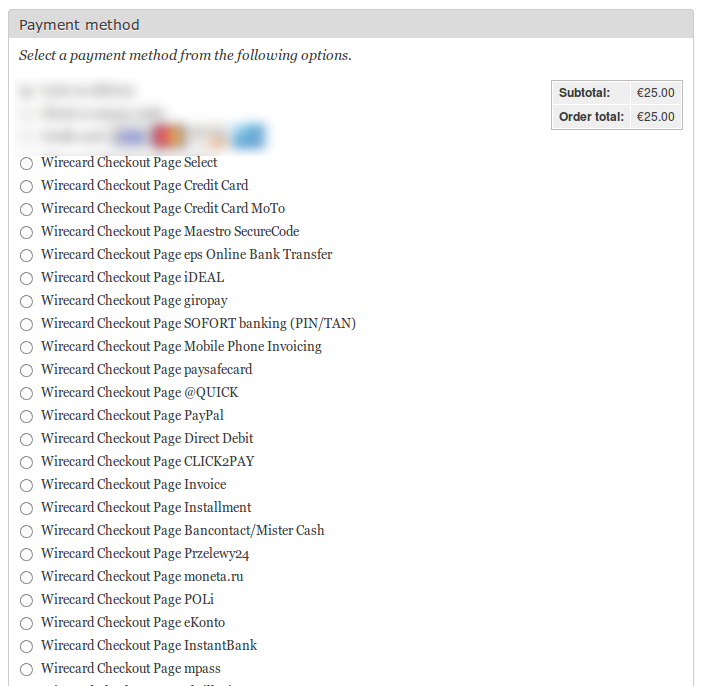 Payment method
Select a payment method from the following options.
Subtotal: €25.00
Order total: €25.00
Wirecard Checkout Page Select
Wirecard Checkout Page Credit Card
Wirecard Checkout Page Credit Card MoTo
Wirecard Checkout Page Maestro SecureCode
Wirecard Checkout Page eps Online Bank Transfer
Wirecard Checkout Page iDEAL
Wirecard Checkout Page giropay
Wirecard Checkout Page SOFORT banking (PIN/TAN)
Wirecard Checkout Page Mobile Phone Invoicing
Wirecard Checkout Page paysafecard
Wirecard Checkout Page @QUICK
Wirecard Checkout Page PayPal
Wirecard Checkout Page Direct Debit
Wirecard Checkout Page CLICK2PAY
Wirecard Checkout Page Invoice
Wirecard Checkout Page Installment
Wirecard Checkout Page Bancontact/Mister Cash
Wirecard Checkout Page Przelewy24
Wirecard Checkout Page moneta.ru
Wirecard Checkout Page POLi
Wirecard Checkout Page eKonto
Wirecard Checkout Page InstantBank
Wirecard Checkout Page mpass